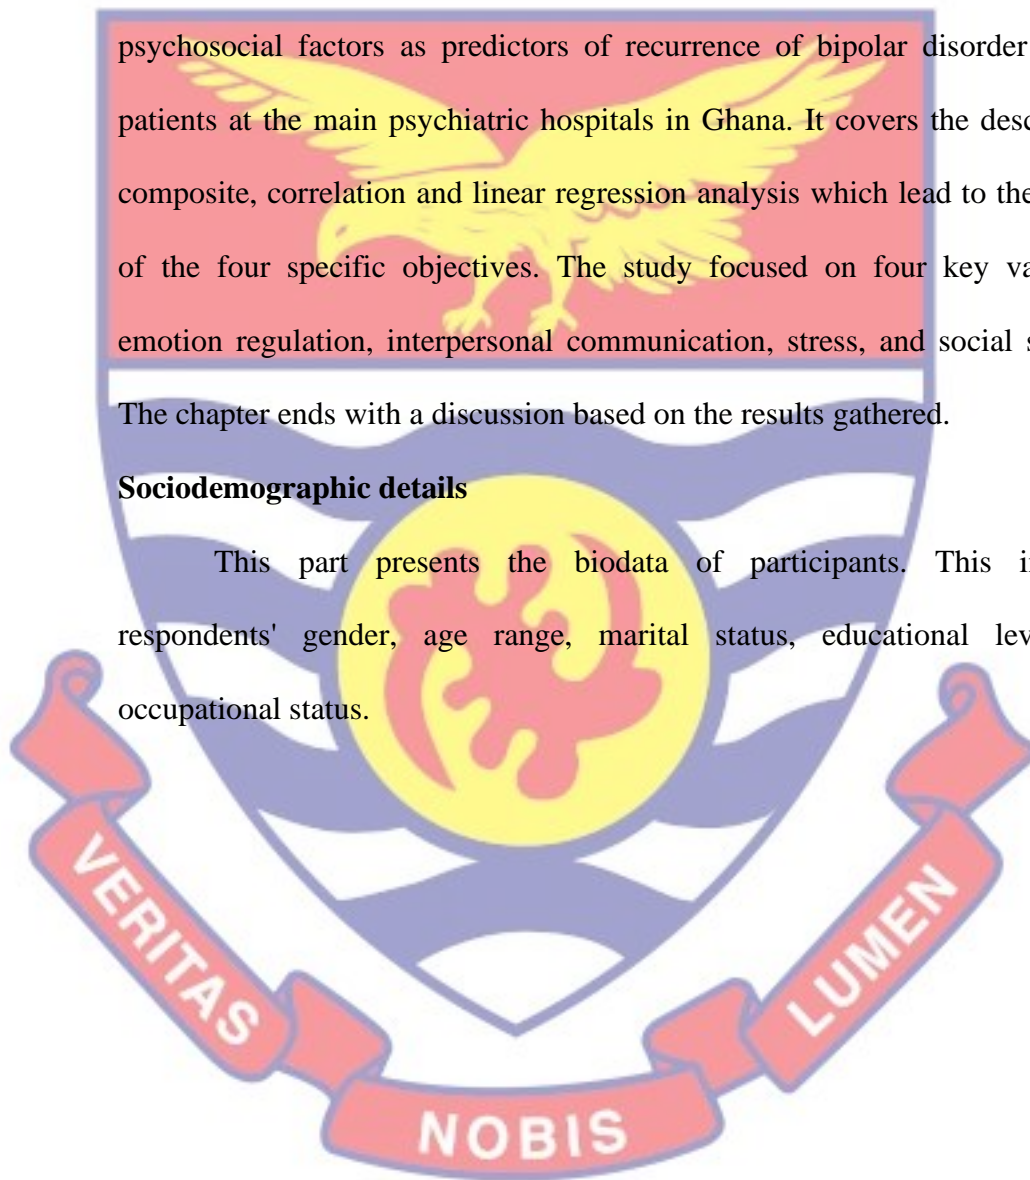 psychosocial factors as predictors of recurrence of bipolar disorder
patients at the main psychiatric hospitals in Ghana. It covers the
composite, correlation and linear regression analysis which lead to
of the four specific objectives. The study focused on four key
emotion regulation, interpersonal communication, stress, and social
The chapter ends with a discussion based on the results gathered.
Sociodemographic details
This part presents the biodata of participants. This
respondents' gender, age range, marital status, educational
occupational status.
VERITAS
NOBIS
LUMEN